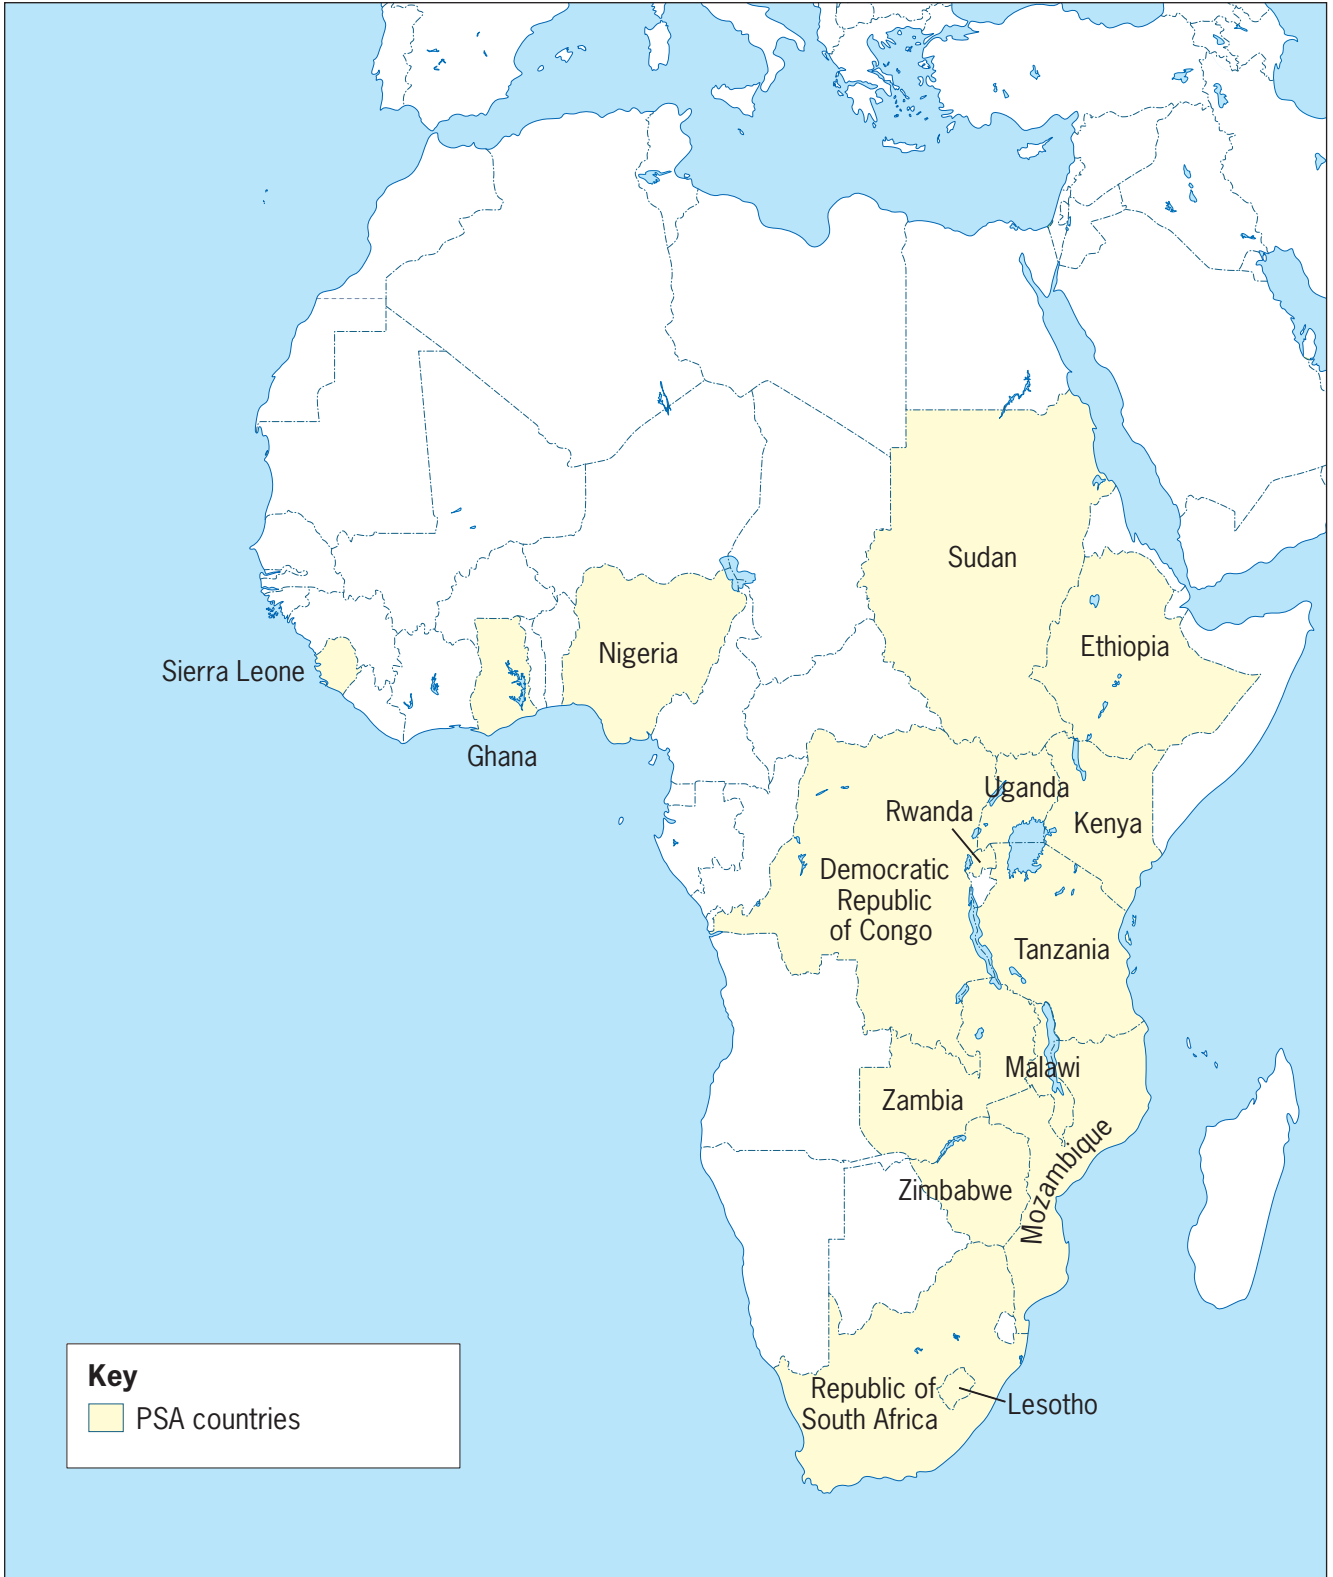 Sudan
Ethiopia
Nigeria
Sierra Leone
Ghana
Uganda
Rwanda
Kenya
Democratic
Republic
of Congo
Tanzania
Malawi
Zambia
Mozambique
Zimbabwe
Republic of
South Africa
Lesotho
Key
PSA countries